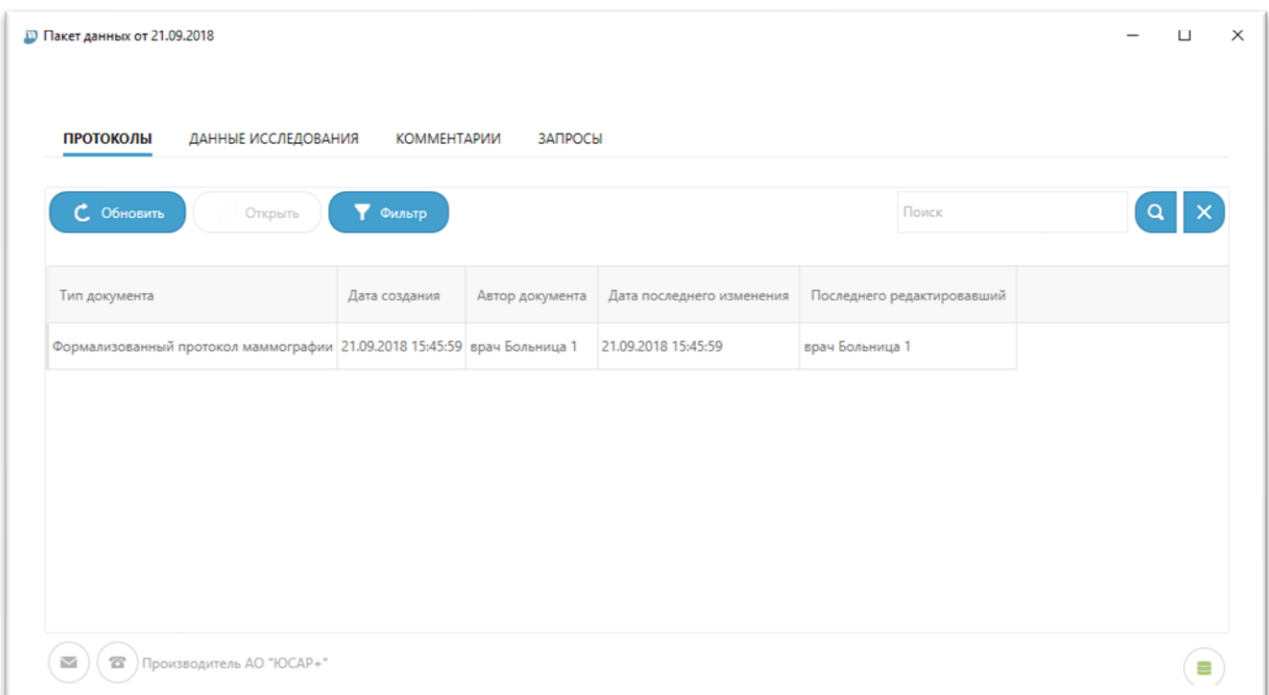 Пакет данных от 21.09.2018
ПРОТОКОЛЫ ДАННЫЕ ИССЛЕДОВАНИЯ КОММЕНТАРИИ ЗАПРОСЫ
Обновить Открыть Фильтр Поиск
Тип документа Дата создания Автор документа Дата последнего изменения Последнего редактировавший
Формализованный протокол маммографии 21.09.2018 15:45:59 врач Больница 1 21.09.2018 15:45:59 врач Больница 1
Производитель АО "ЮСАР+"